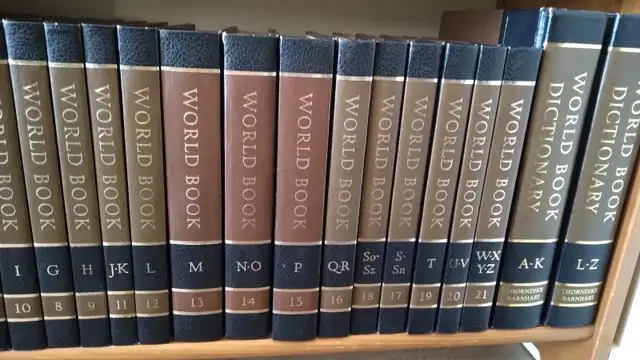 WORLD BOOK
I
10
WORLD BOOK
G
8
WORLD BOOK
H
9
WORLD BOOK
J-K
11
WORLD BOOK
L
12
WORLD BOOK
M
13
WORLD BOOK
N-O
14
WORLD BOOK
P
15
WORLD BOOK
Q-R
16
WORLD BOOK
So-
Sz
18
WORLD BOOK
S-
Sn
17
WORLD BOOK
T
19
WORLD BOOK
U-V
20
WORLD BOOK
W-X
Y-Z
21
WORLD BOOK
DICTIONARY
A-K
THORNDIKE
BARNHART
WORLD BOOK
DICTIONARY
L-Z
THORNDIKE
BARNHART